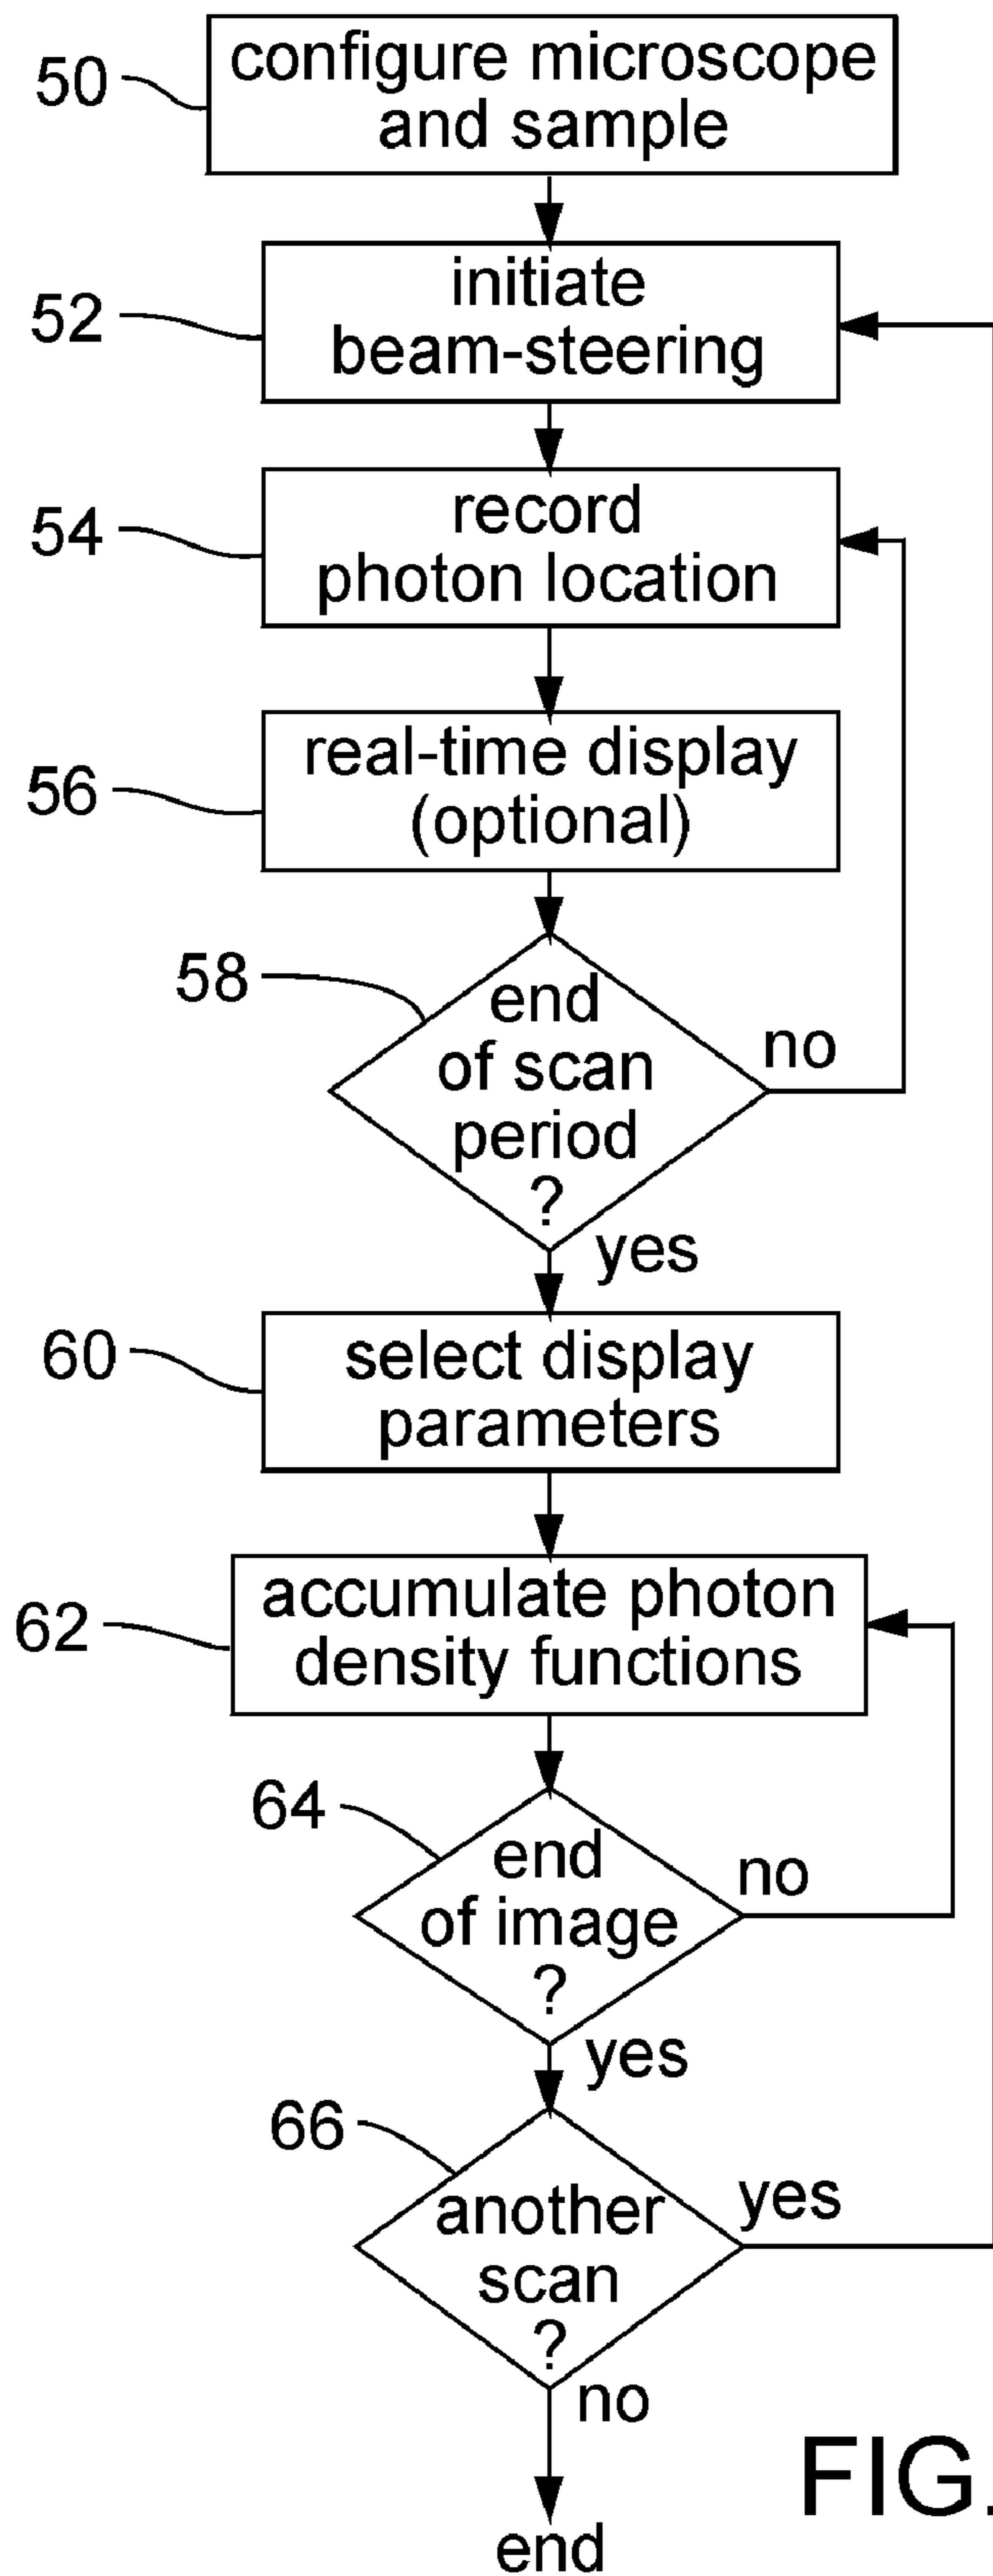 50
configure microscope
and sample
52
initiate
beam-steering
54
record
photon location
56
real-time display
(optional)
58
end
of scan
period
?
no
yes
60
select display
parameters
62
accumulate photon
density functions
64
end
of image
?
no
yes
66
another
scan
?
yes
no
end
FIG.